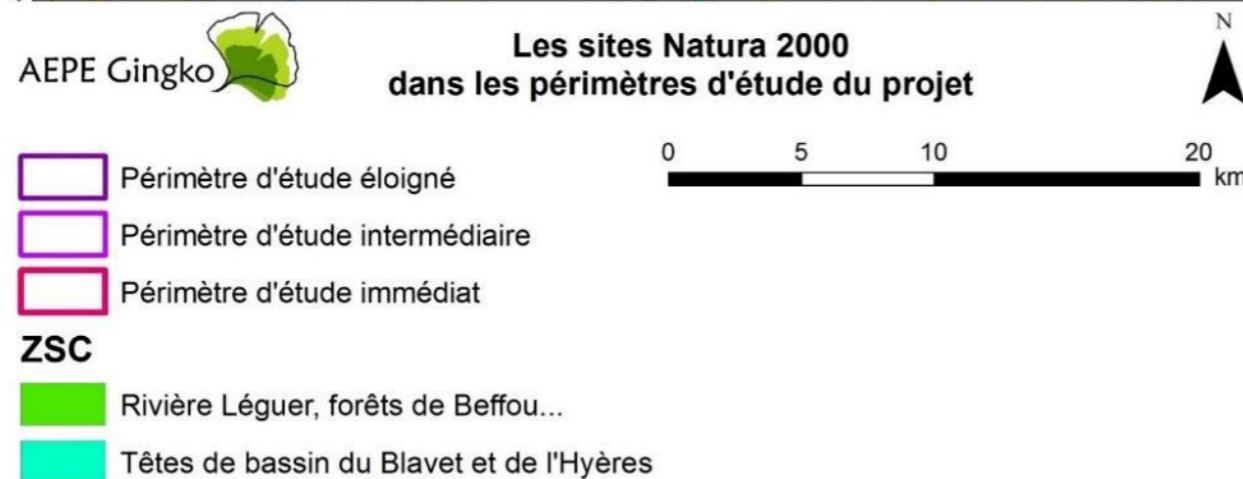 AEPE Gingko
Les sites Natura 2000
dans les périmètres d'étude du projet
N
0 5 10 20
km
Périmètre d'étude éloigné
Périmètre d'étude intermédiaire
Périmètre d'étude immédiat
ZSC
Rivière Léguer, forêts de Beffou...
Têtes de bassin du Blavet et de l'Hyères